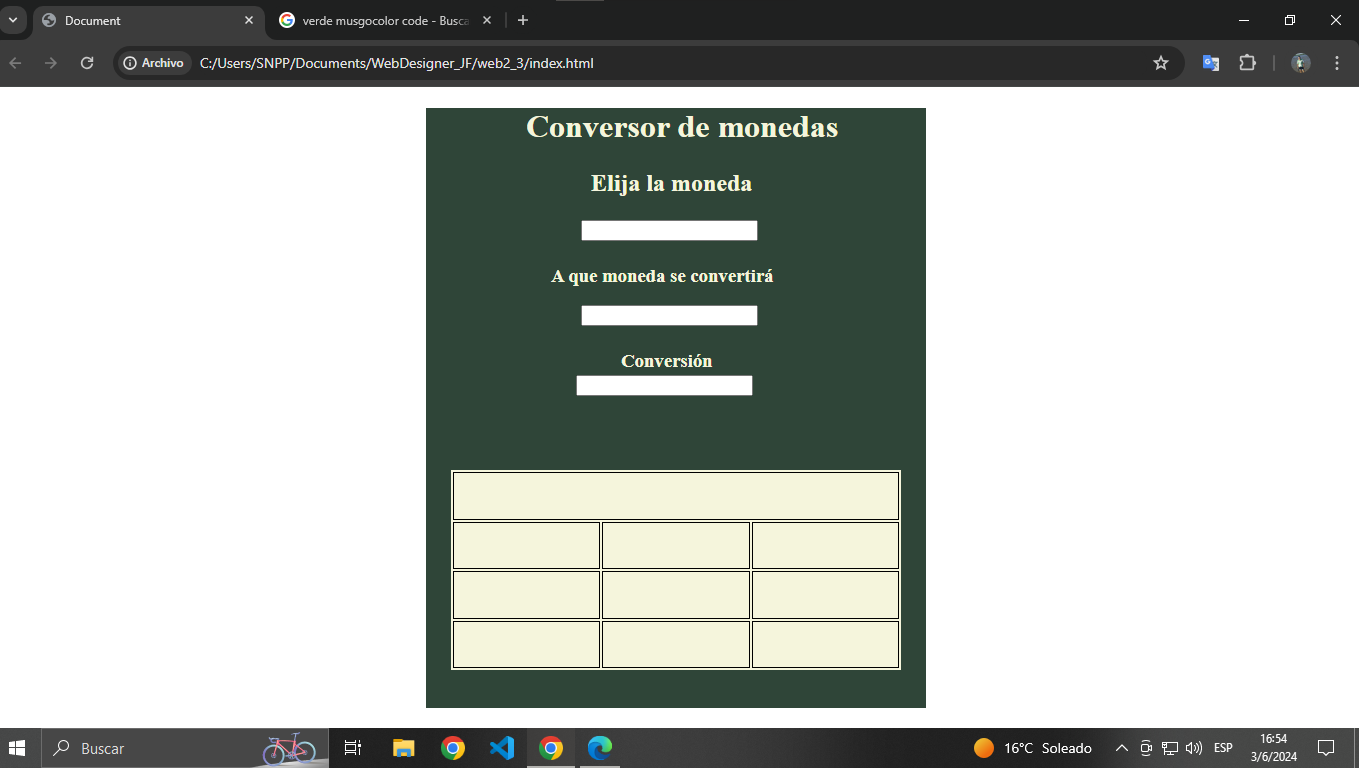 Document
verde musgocolor code - Busca
Archivo
C:/Users/SNPP/Documents/WebDesigner_JF/web2_3/index.html
Conversor de monedas
Elija la moneda
A que moneda se convertirá
Conversión
Buscar
16°C Soleado
ESP
16:54
3/6/2024